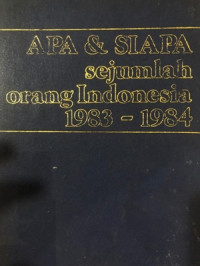 APA & SIAPA
sejumlah
orang Indonesia
1983 - 1984